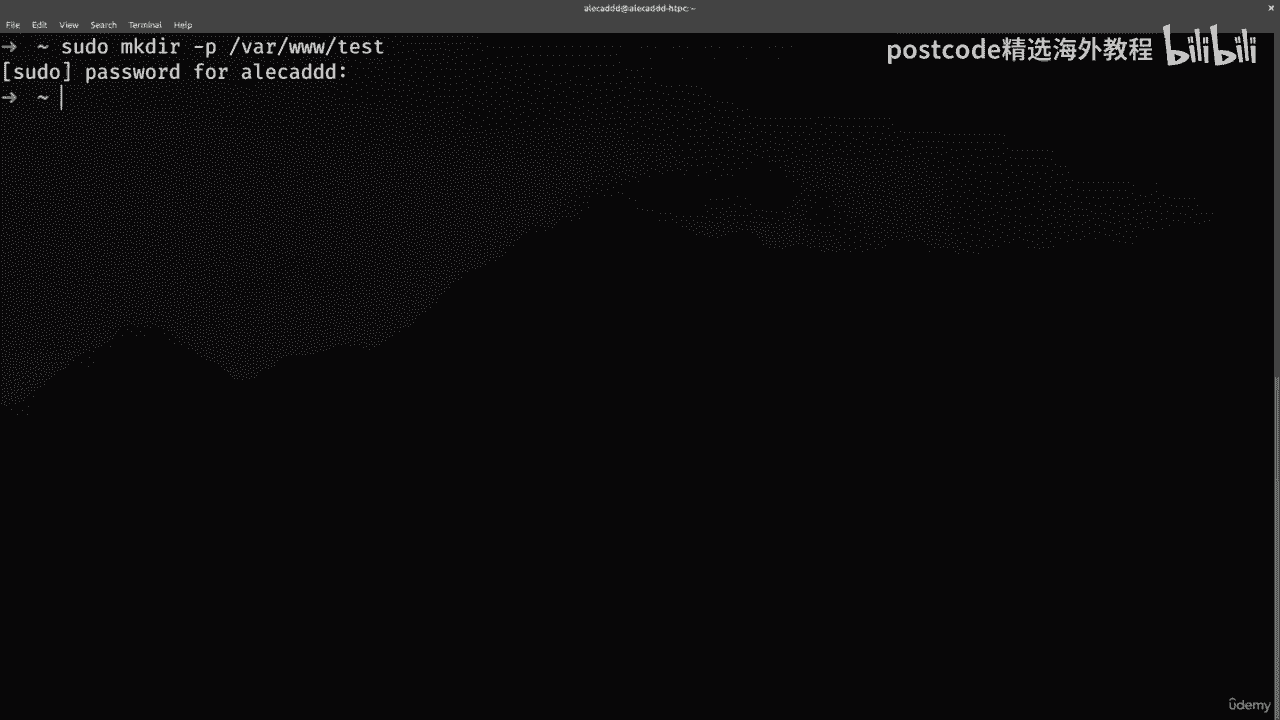 alecaddd@alecaddd-htpc: ~
File Edit View Search Terminal Help
→ ~ sudo mkdir -p /var/www/test
[sudo] password for alecaddd:
→ ~
postcode精选海外教程 bilibili
ûdemy